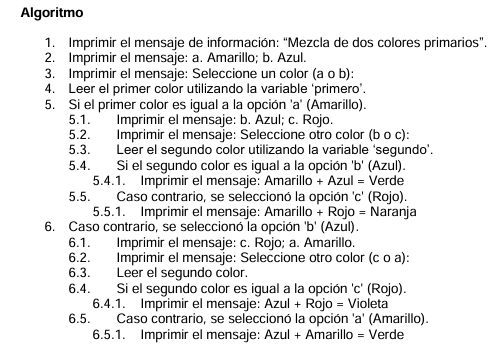 Algoritmo
1. Imprimir el mensaje de información: “Mezcla de dos colores primarios”.
2. Imprimir el mensaje: a. Amarillo; b. Azul.
3. Imprimir el mensaje: Seleccione un color (a o b):
4. Leer el primer color utilizando la variable ‘primero’.
5. Si el primer color es igual a la opción 'a' (Amarillo).
5.1. Imprimir el mensaje: b. Azul; c. Rojo.
5.2. Imprimir el mensaje: Seleccione otro color (b o c):
5.3. Leer el segundo color utilizando la variable ‘segundo’.
5.4. Si el segundo color es igual a la opción 'b' (Azul).
5.4.1. Imprimir el mensaje: Amarillo + Azul = Verde
5.5. Caso contrario, se seleccionó la opción 'c' (Rojo).
5.5.1. Imprimir el mensaje: Amarillo + Rojo = Naranja
6. Caso contrario, se seleccionó la opción 'b' (Azul).
6.1. Imprimir el mensaje: c. Rojo; a. Amarillo.
6.2. Imprimir el mensaje: Seleccione otro color (c o a):
6.3. Leer el segundo color.
6.4. Si el segundo color es igual a la opción 'c' (Rojo).
6.4.1. Imprimir el mensaje: Azul + Rojo = Violeta
6.5. Caso contrario, se seleccionó la opción 'a' (Amarillo).
6.5.1. Imprimir el mensaje: Azul + Amarillo = Verde